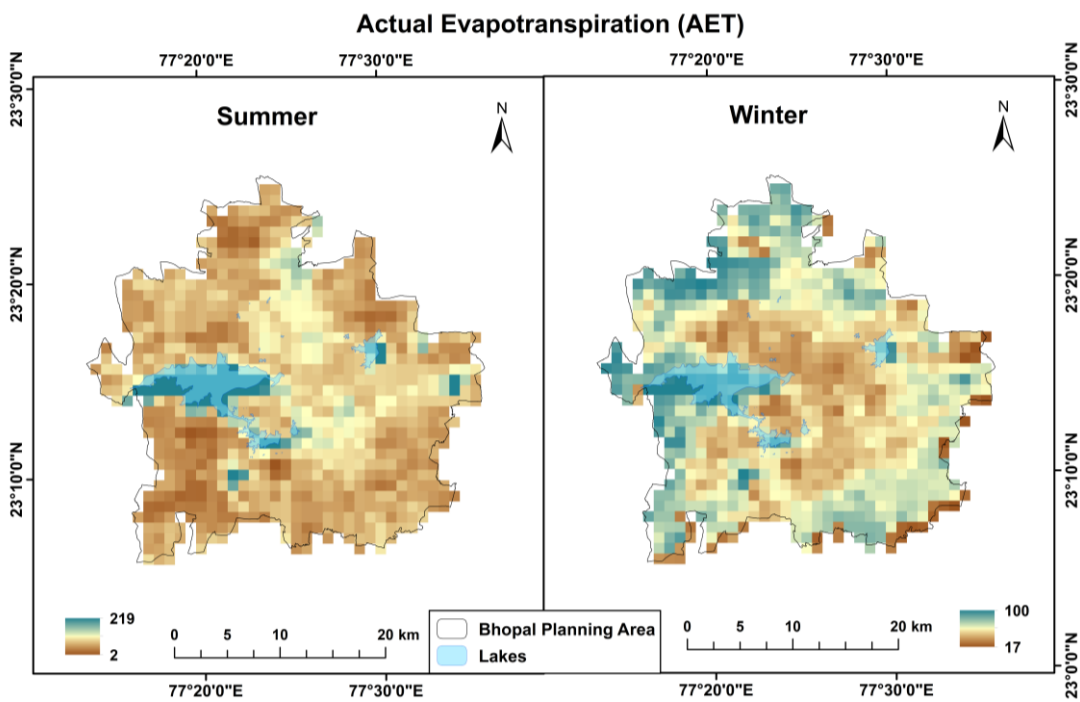 Actual Evapotranspiration (AET)
77°20'0"E 77°30'0"E 77°20'0"E 77°30'0"E
23°30'0"N 23°30'0"N
Summer N Winter N
23°20'0"N 23°20'0"N
23°10'0"N 23°10'0"N
219
2
0 5 10 20 km
Bhopal Planning Area
Lakes
0 5 10 20 km
100
17
23°0'0"N
77°20'0"E 77°30'0"E 77°20'0"E 77°30'0"E